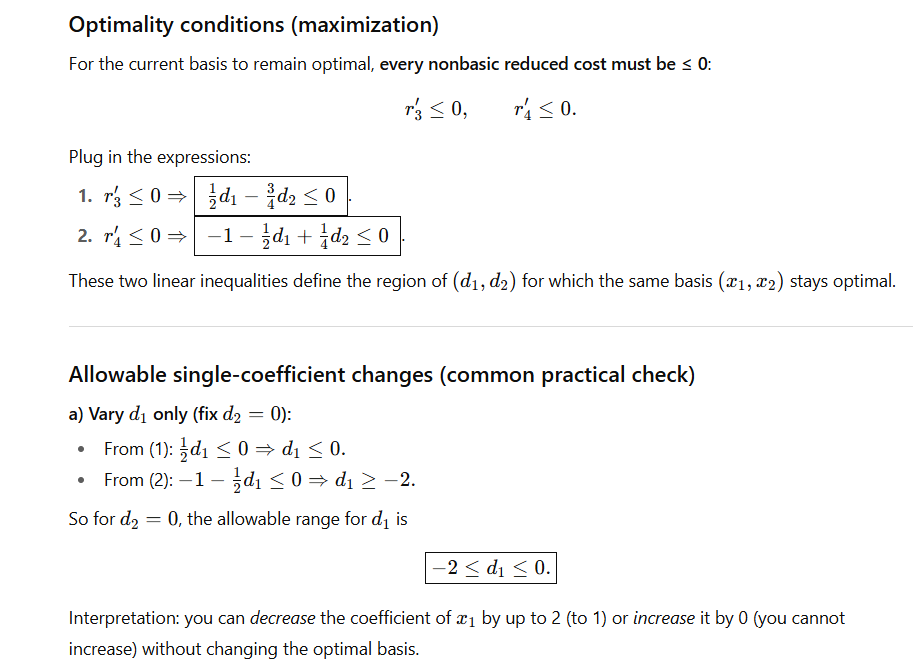 Optimality conditions (maximization)
For the current basis to remain optimal, every nonbasic reduced cost must be ≤ 0:
r′₃ ≤ 0,  r′₄ ≤ 0.
Plug in the expressions:
1. r′₃ ≤ 0 ⇒ ½d₁ − ¾d₂ ≤ 0.
2. r′₄ ≤ 0 ⇒ −1 − ½d₁ + ¼d₂ ≤ 0.
These two linear inequalities define the region of (d₁, d₂) for which the same basis (x₁, x₂) stays optimal.
Allowable single-coefficient changes (common practical check)
a) Vary d₁ only (fix d₂ = 0):
• From (1): ½d₁ ≤ 0 ⇒ d₁ ≤ 0.
• From (2): −1 − ½d₁ ≤ 0 ⇒ d₁ ≥ −2.
So for d₂ = 0, the allowable range for d₁ is
−2 ≤ d₁ ≤ 0.
Interpretation: you can decrease the coefficient of x₁ by up to 2 (to 1) or increase it by 0 (you cannot
increase) without changing the optimal basis.